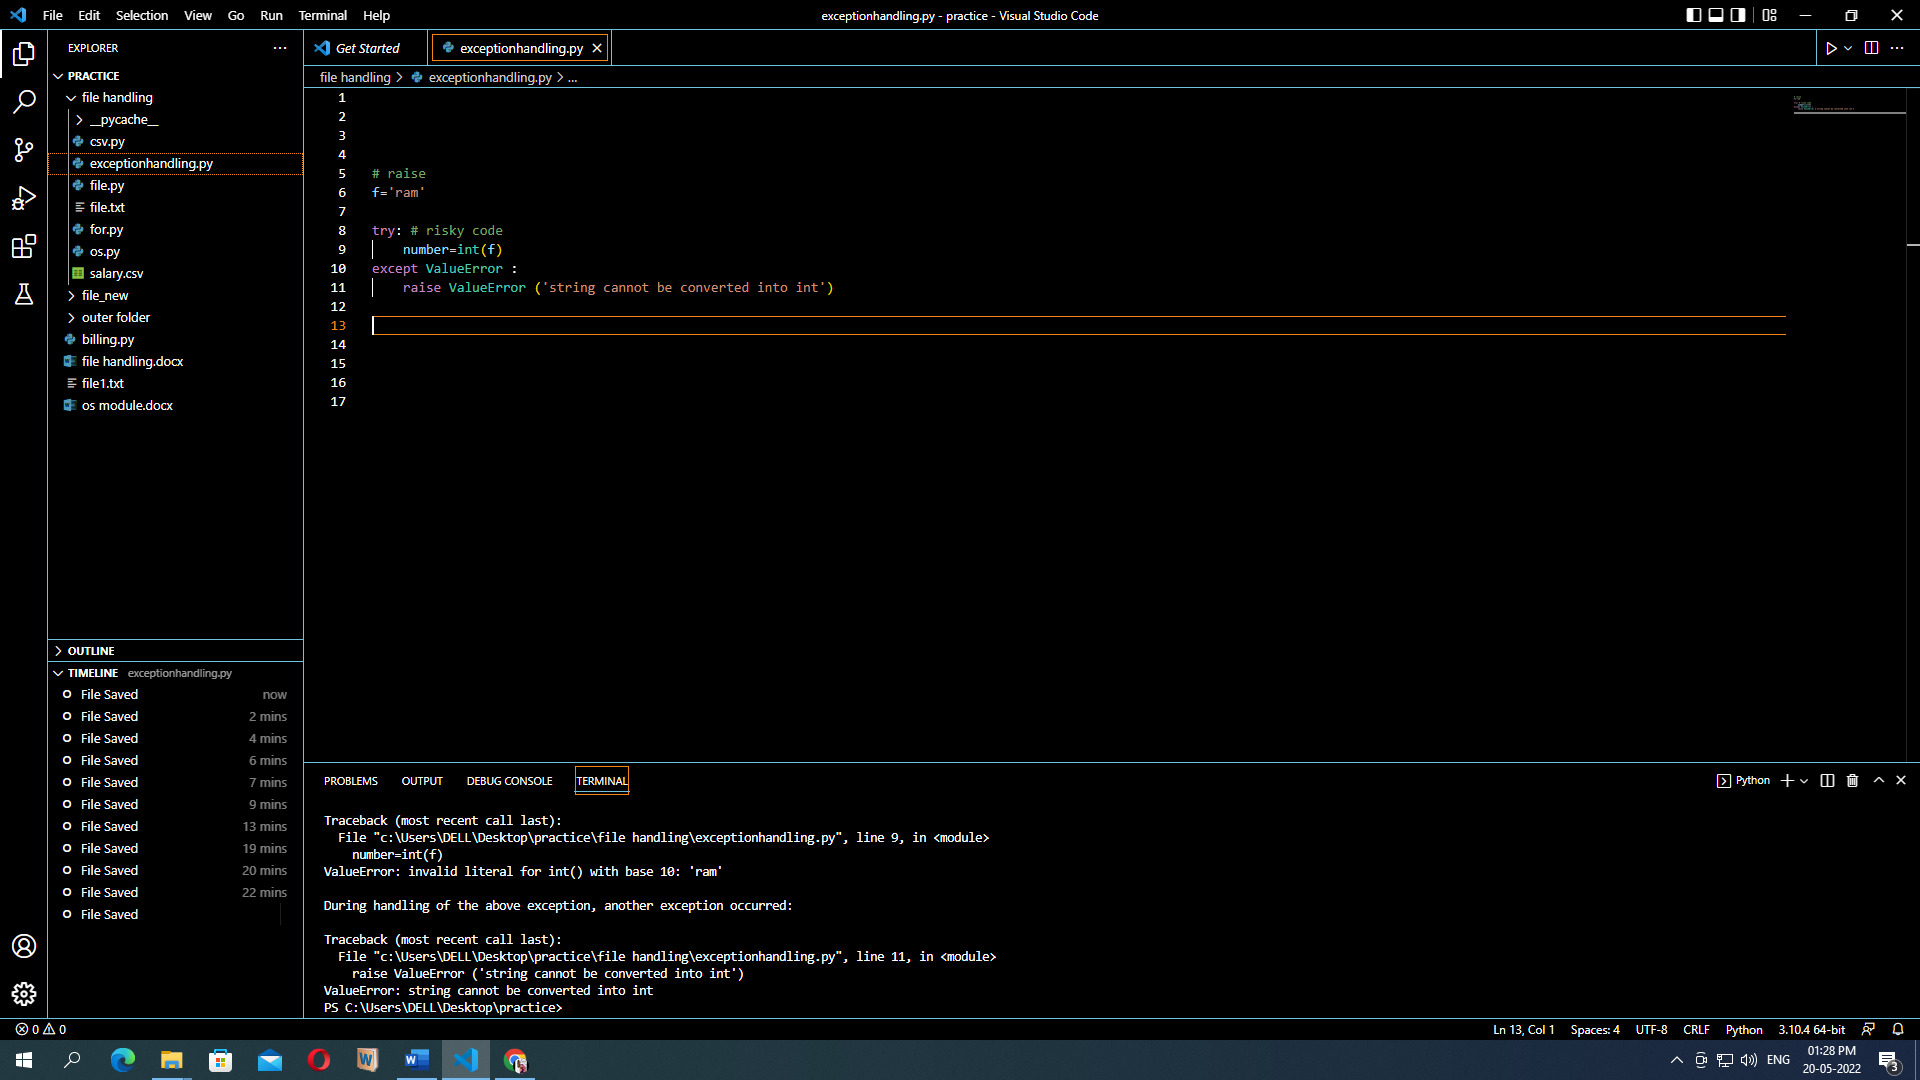 File Edit Selection View Go Run Terminal Help
exceptionhandling.py - practice - Visual Studio Code
EXPLORER
PRACTICE
file handling
__pycache__
csv.py
exceptionhandling.py
file.py
file.txt
for.py
os.py
salary.csv
file_new
outer folder
billing.py
file handling.docx
file1.txt
os module.docx
OUTLINE
TIMELINE exceptionhandling.py
File Saved now
File Saved 2 mins
File Saved 4 mins
File Saved 6 mins
File Saved 7 mins
File Saved 9 mins
File Saved 13 mins
File Saved 19 mins
File Saved 20 mins
File Saved 22 mins
File Saved
Get Started
exceptionhandling.py
file handling > exceptionhandling.py > ...
1
2
3
4
5 # raise
6 f='ram'
7
8 try: # risky code
9 number=int(f)
10 except ValueError :
11 raise ValueError ('string cannot be converted into int')
12
13
14
15
16
17
PROBLEMS OUTPUT DEBUG CONSOLE TERMINAL
Python
Traceback (most recent call last):
File "c:\Users\DELL\Desktop\practice\file handling\exceptionhandling.py", line 9, in <module>
number=int(f)
ValueError: invalid literal for int() with base 10: 'ram'
During handling of the above exception, another exception occurred:
Traceback (most recent call last):
File "c:\Users\DELL\Desktop\practice\file handling\exceptionhandling.py", line 11, in <module>
raise ValueError ('string cannot be converted into int')
ValueError: string cannot be converted into int
PS C:\Users\DELL\Desktop\practice>
0 0
Ln 13, Col 1 Spaces: 4 UTF-8 CRLF Python 3.10.4 64-bit
ENG
01:28 PM
20-05-2022
3